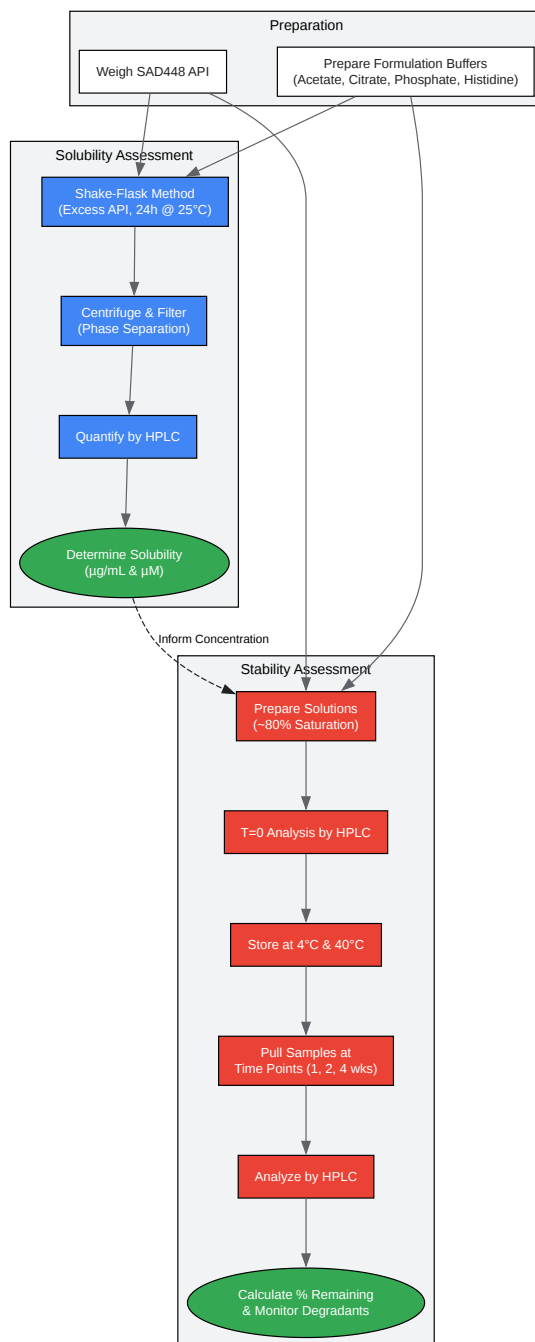 Preparation
Weigh SAD448 API
Prepare Formulation Buffers
(Acetate, Citrate, Phosphate, Histidine)
Solubility Assessment
Shake-Flask Method
(Excess API, 24h @ 25°C)
Centrifuge & Filter
(Phase Separation)
Quantify by HPLC
Determine Solubility
(µg/mL & µM)
Inform Concentration
Stability Assessment
Prepare Solutions
(~80% Saturation)
T=0 Analysis by HPLC
Store at 4°C & 40°C
Pull Samples at
Time Points (1, 2, 4 wks)
Analyze by HPLC
Calculate % Remaining
& Monitor Degradants